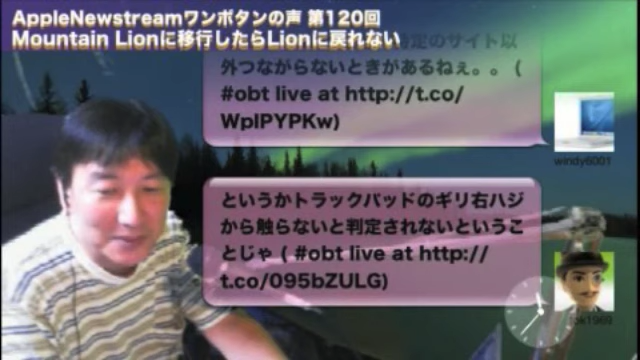 AppleNewstreamワンボタンの声 第120回
Mountain Lionに移行したらLionに戻れない
特定のサイト以
外つながらないときがあるねぇ。。(
#obt live at http://t.co/
WpIPYPKw)
windy6001
というかトラックパッドのギリ右ハジ
から触らないと判定されないというこ
とじゃ ( #obt live at http://
t.co/095bZULG)